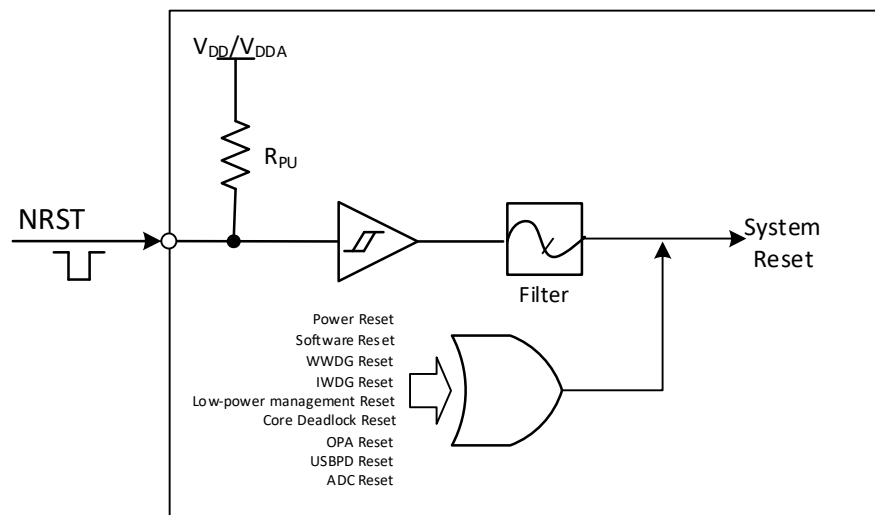 VDD/VDDA
RPU
NRST
System
Reset
Filter
Power Reset
Software Reset
WWDG Reset
IWDG Reset
Low-power management Reset
Core Deadlock Reset
OPA Reset
USBPD Reset
ADC Reset